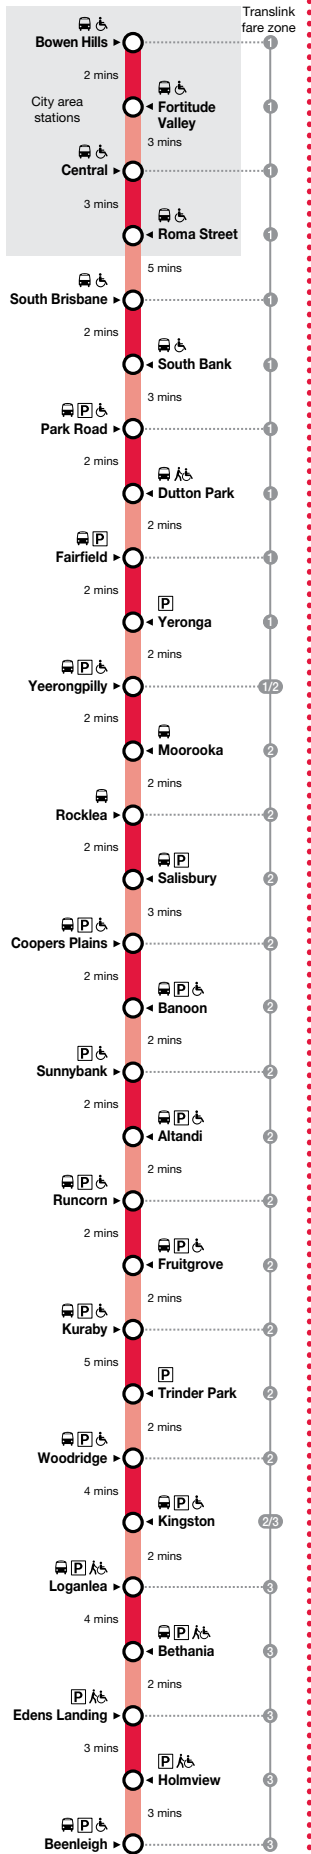 Translink
fare zone
Bowen Hills
1
2 mins
City area
stations
Fortitude
Valley
1
3 mins
Central
1
3 mins
Roma Street
1
5 mins
South Brisbane
1
2 mins
South Bank
1
3 mins
P
Park Road
1
2 mins
Dutton Park
1
2 mins
P
Fairfield
1
2 mins
P
Yeronga
1
2 mins
P
Yeerongpilly
1/2
2 mins
Moorooka
2
2 mins
Rocklea
2
2 mins
P
Salisbury
2
3 mins
P
Coopers Plains
2
2 mins
P
Banoon
2
2 mins
P
Sunnybank
2
2 mins
P
Altandi
2
2 mins
P
Runcorn
2
2 mins
P
Fruitgrove
2
2 mins
P
Kuraby
2
5 mins
P
Trinder Park
2
2 mins
P
Woodridge
2
4 mins
P
Kingston
2/3
2 mins
P
Loganlea
3
4 mins
P
Bethania
3
2 mins
P
Edens Landing
3
3 mins
P
Holmview
3
3 mins
P
Beenleigh
3